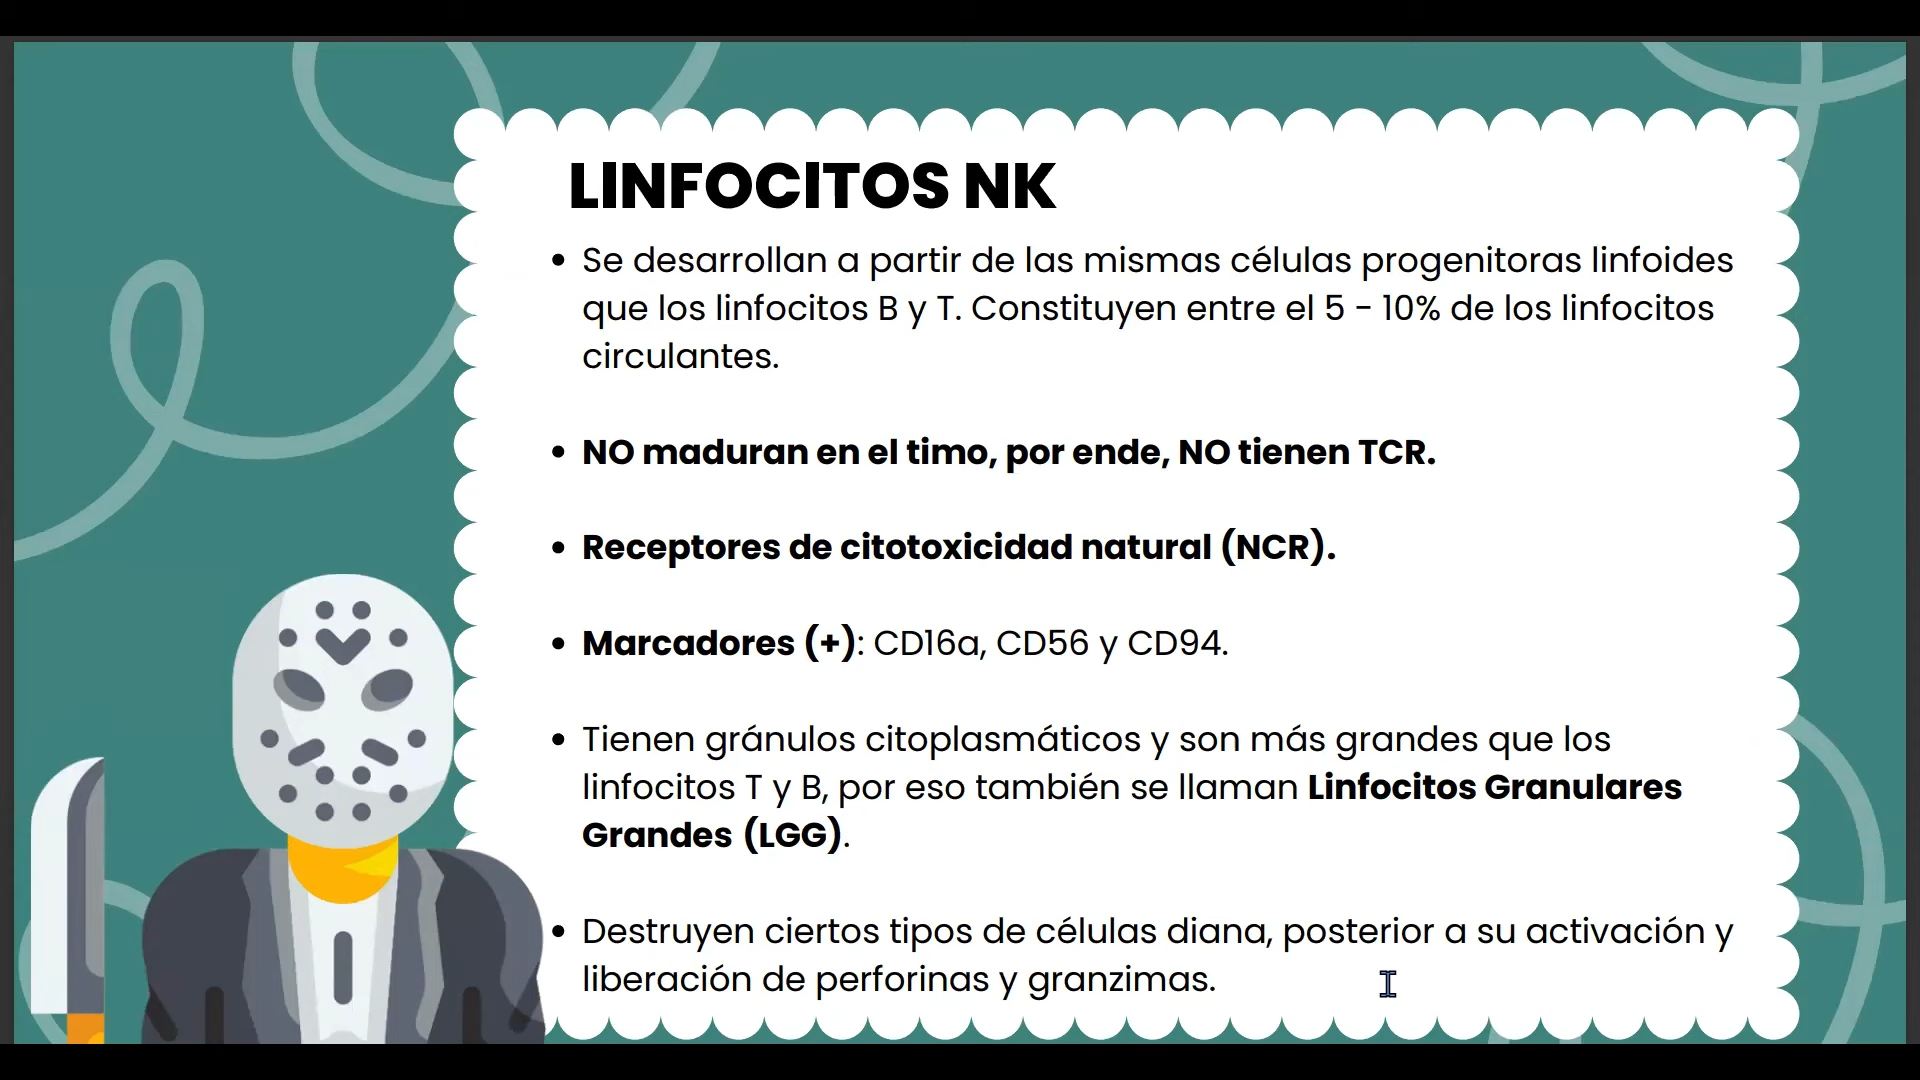 LINFOCITOS NK
• Se desarrollan a partir de las mismas células progenitoras linfoides
que los linfocitos B y T. Constituyen entre el 5 - 10% de los linfocitos
circulantes.
• NO maduran en el timo, por ende, NO tienen TCR.
• Receptores de citotoxicidad natural (NCR).
• Marcadores (+): CD16a, CD56 y CD94.
• Tienen gránulos citoplasmáticos y son más grandes que los
linfocitos T y B, por eso también se llaman Linfocitos Granulares
Grandes (LGG).
• Destruyen ciertos tipos de células diana, posterior a su activación y
liberación de perforinas y granzimas.